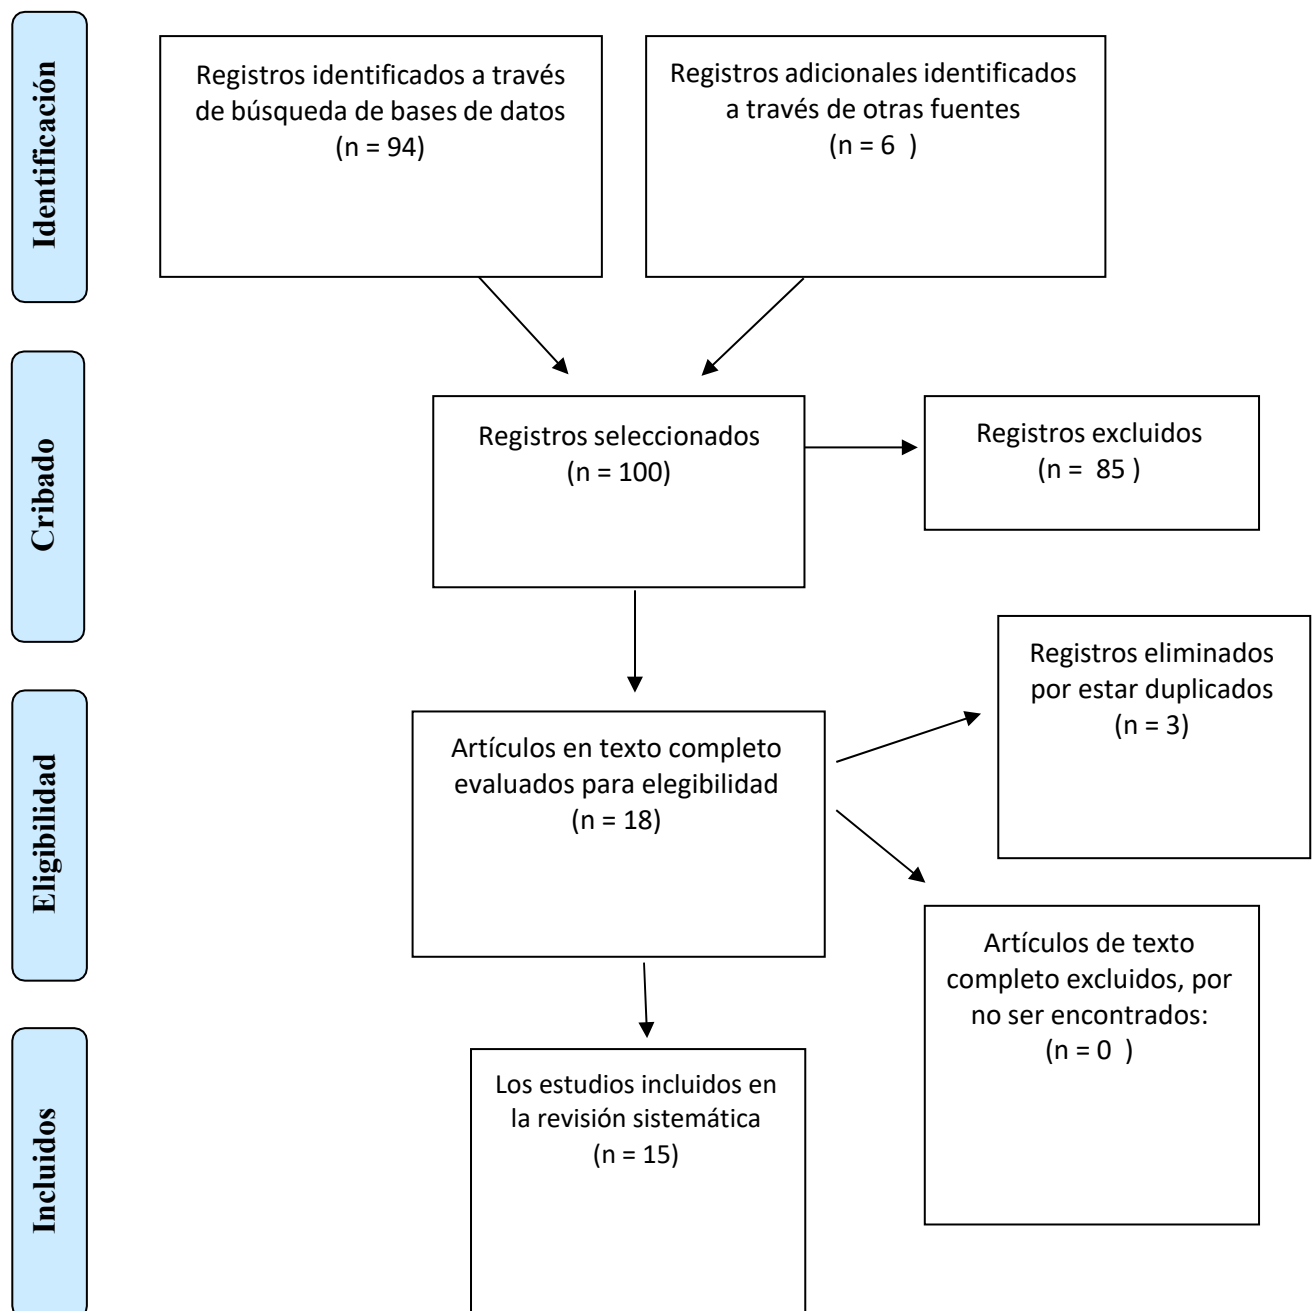 Identificación
Registros identificados a través
de búsqueda de bases de datos
(n = 94)
Registros adicionales identificados
a través de otras fuentes
(n = 6  )
Cribado
Registros seleccionados
(n = 100)
Registros excluidos
(n =  85 )
Eligibilidad
Artículos en texto completo
evaluados para elegibilidad
(n = 18)
Registros eliminados
por estar duplicados
(n = 3)
Artículos de texto
completo excluidos, por
no ser encontrados:
(n = 0  )
Incluidos
Los estudios incluidos en
la revisión sistemática
(n = 15)